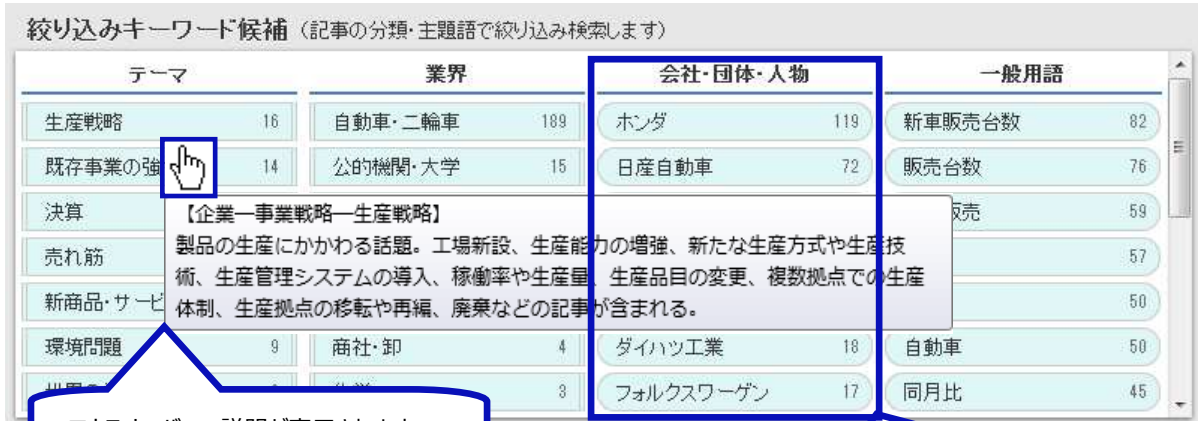 絞り込みキーワード候補（記事の分類・主題語で絞り込み検索します）
テーマ 業界 会社・団体・人物 一般用語
生産戦略 16 自動車・二輪車 189 ホンダ 119 新車販売台数 82
既存事業の強 14 公的機関・大学 15 日産自動車 72 販売台数 76
決算 販売 59
【企業―事業戦略―生産戦略】
製品の生産にかかわる話題。工場新設、生産能力の増強、新たな生産方式や生産技
術、生産管理システムの導入、稼働率や生産量、生産品目の変更、複数拠点での生産
体制、生産拠点の移転や再編、廃棄などの記事が含まれる。
売れ筋 57
新商品・サービ 50
環境問題 9 商社・卸 4 ダイハツ工業 18 自動車 50
3 フォルクスワーゲン 17 同月比 45